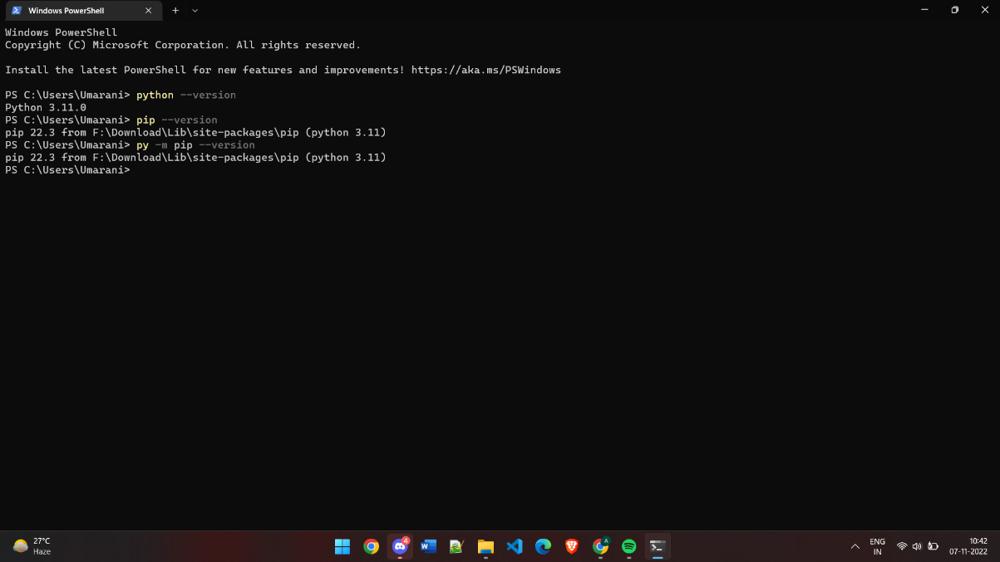 Windows PowerShell
Windows PowerShell
Copyright (C) Microsoft Corporation. All rights reserved.
Install the latest PowerShell for new features and improvements! https://aka.ms/PSWindows
PS C:\Users\Umarani> python --version
Python 3.11.0
PS C:\Users\Umarani> pip --version
pip 22.3 from F:\Download\Lib\site-packages\pip (python 3.11)
PS C:\Users\Umarani> py -m pip --version
pip 22.3 from F:\Download\Lib\site-packages\pip (python 3.11)
PS C:\Users\Umarani>
27°C
Haze
4
A
ENG
IN
10:42
07-11-2022